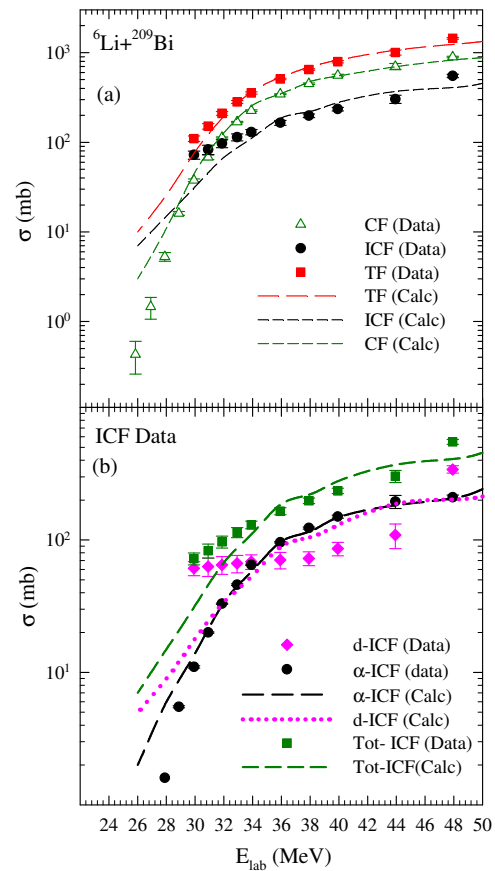 ⁶Li+²⁰⁹Bi
(a)
10³
10²
10¹
10⁰
σ (mb)
CF (Data)
ICF (Data)
TF (Data)
TF (Calc)
ICF (Calc)
CF (Calc)
ICF Data
(b)
10²
10¹
σ (mb)
d-ICF (Data)
α-ICF (data)
α-ICF (Calc)
d-ICF (Calc)
Tot- ICF (Data)
Tot-ICF(Calc)
24 26 28 30 32 34 36 38 40 42 44 46 48 50
E_lab (MeV)